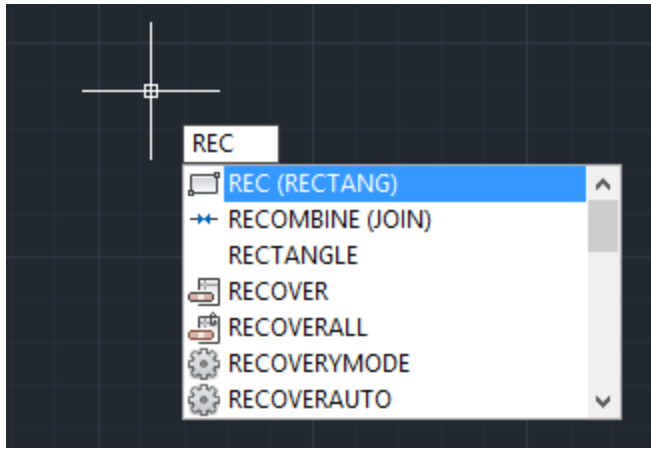 REC
REC (RECTANG)
RECOMBINE (JOIN)
RECTANGLE
RECOVER
RECOVERALL
RECOVERYMODE
RECOVERAUTO